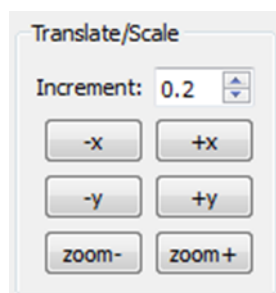 Translate/Scale
Increment: 0.2
-x +x
-y +y
zoom- zoom+